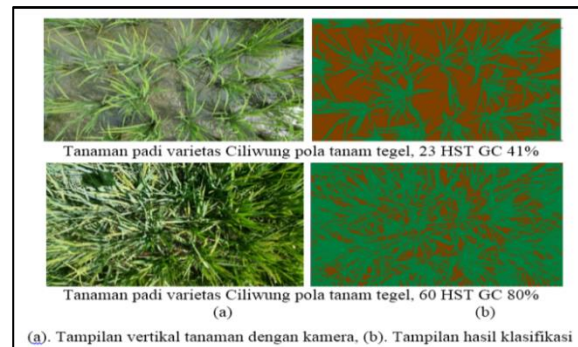 Tanaman padi varietas Ciliwung pola tanam tegel, 23 HST GC 41%
Tanaman padi varietas Ciliwung pola tanam tegel, 60 HST GC 80%
(a) (b)
(a). Tampilan vertikal tanaman dengan kamera, (b). Tampilan hasil klasifikasi